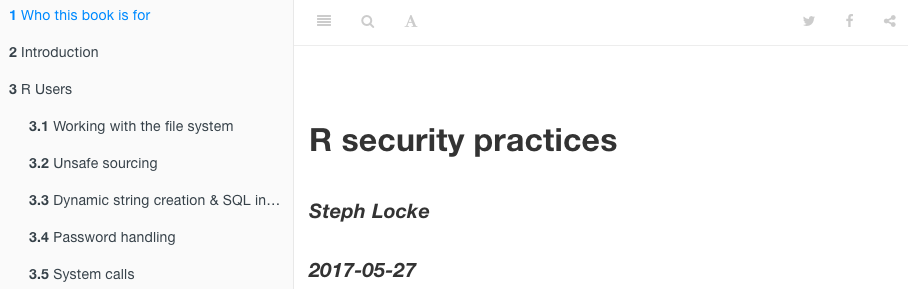 1 Who this book is for
2 Introduction
3 R Users
3.1 Working with the file system
3.2 Unsafe sourcing
3.3 Dynamic string creation & SQL in…
3.4 Password handling
3.5 System calls
A
R security practices
Steph Locke
2017-05-27